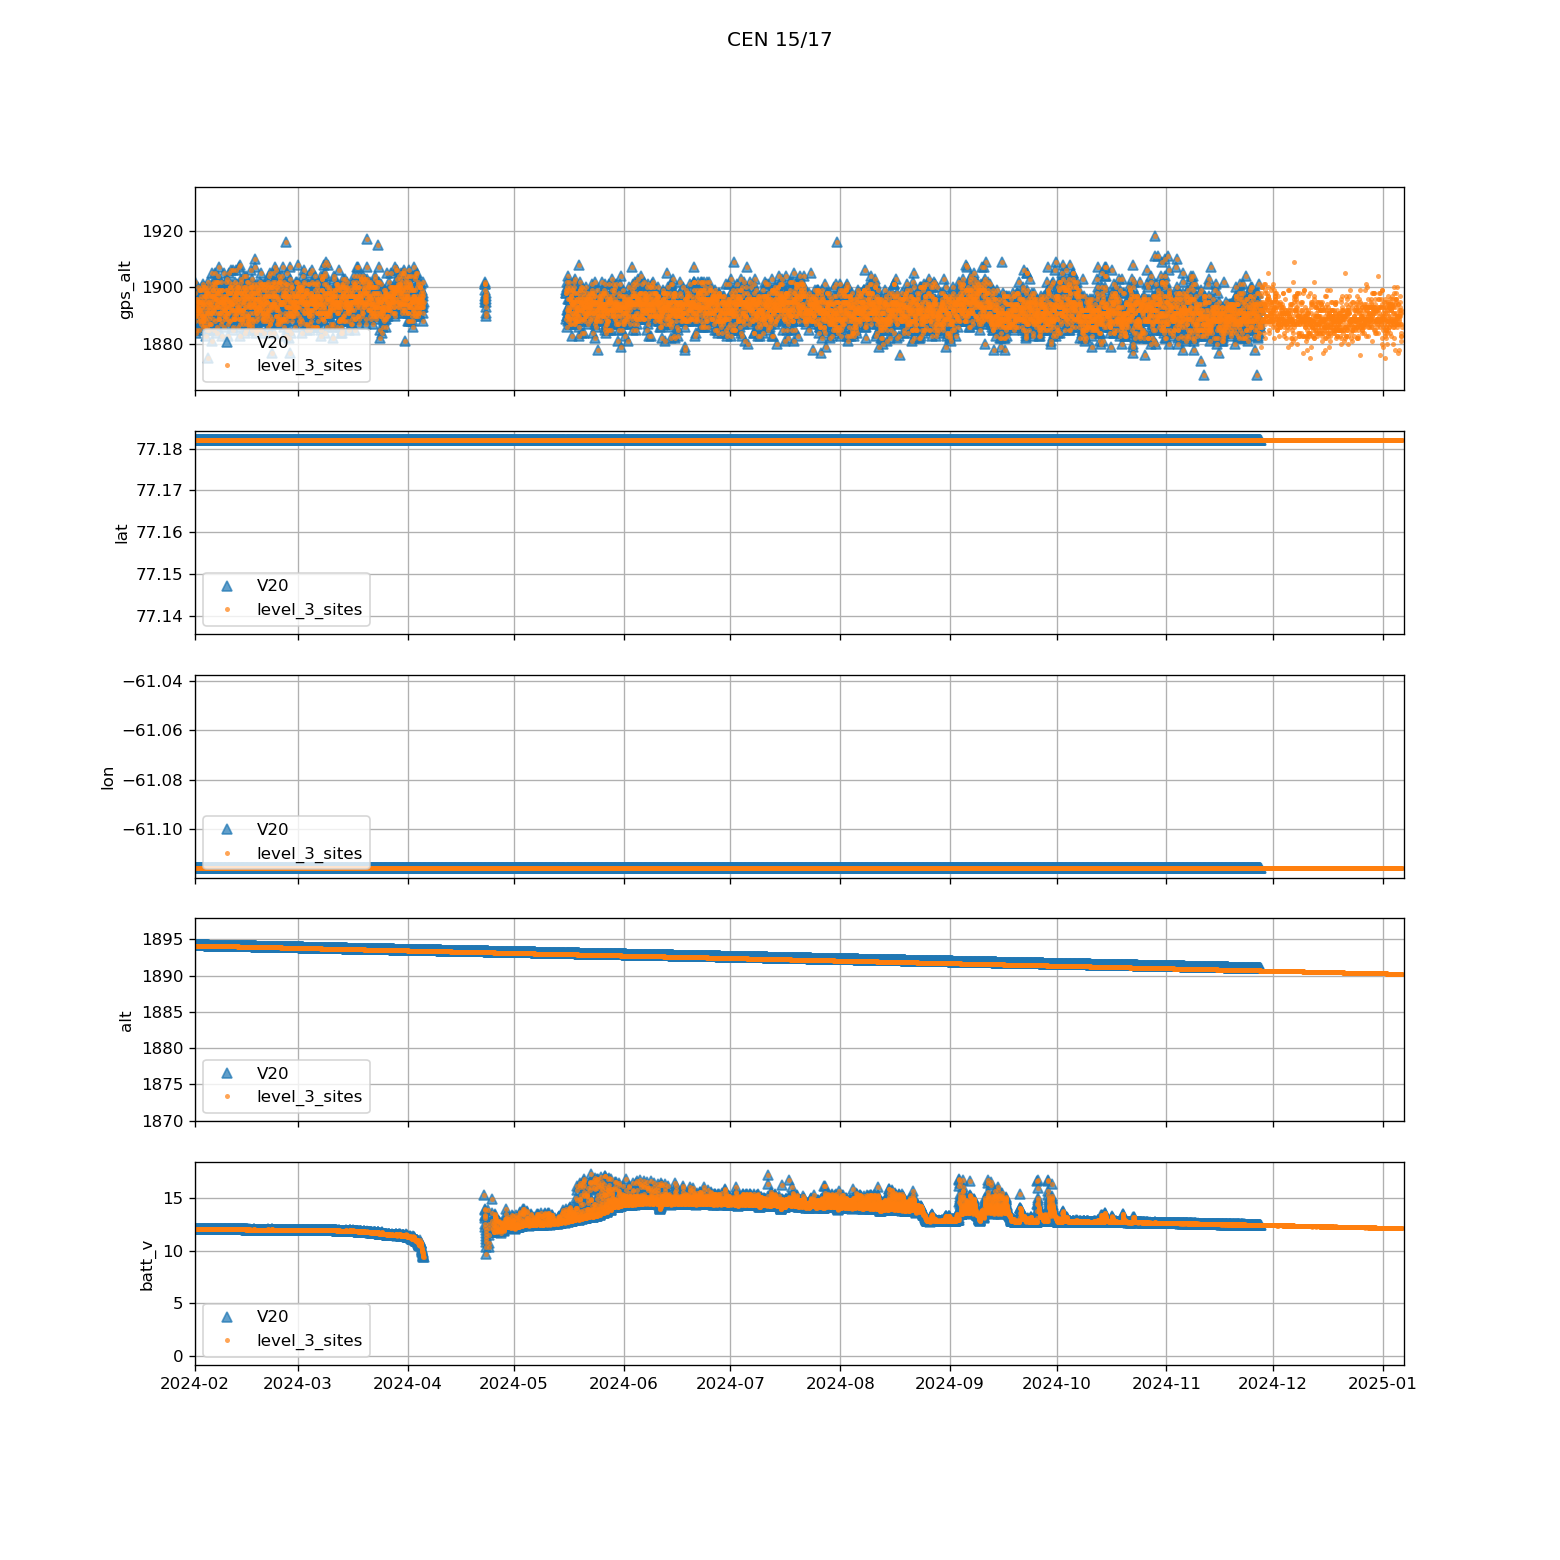 CEN 15/17
gps_alt
1920
1900
1880
V20
level_3_sites
lat
77.18
77.17
77.16
77.15
77.14
V20
level_3_sites
lon
−61.04
−61.06
−61.08
−61.10
V20
level_3_sites
alt
1895
1890
1885
1880
1875
1870
V20
level_3_sites
batt_v
15
10
5
0
V20
level_3_sites
2024-02 2024-03 2024-04 2024-05 2024-06 2024-07 2024-08 2024-09 2024-10 2024-11 2024-12 2025-01